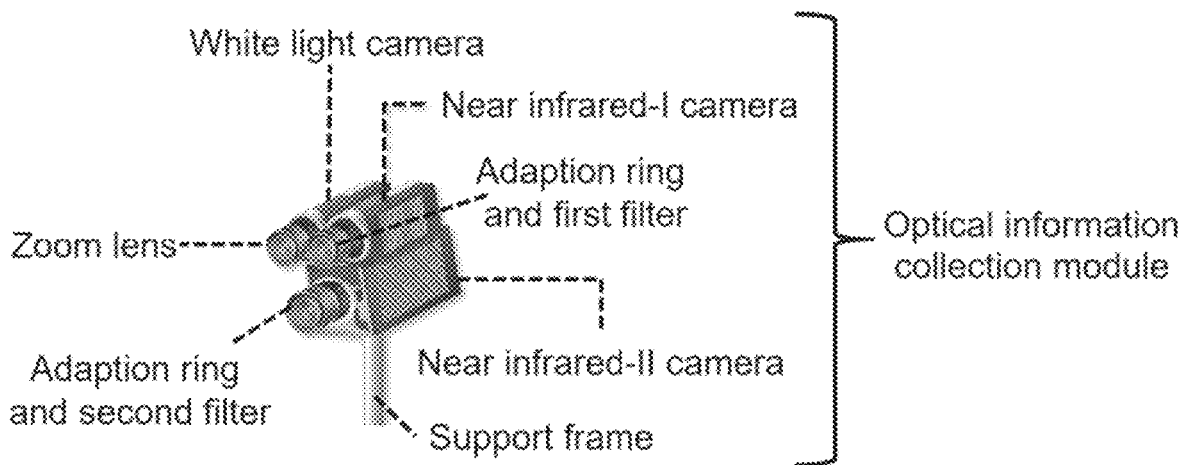 White light camera
Near infrared-I camera
Adaption ring
and first filter
Zoom lens
Optical information
collection module
Adaption ring
and second filter
Near infrared-II camera
Support frame